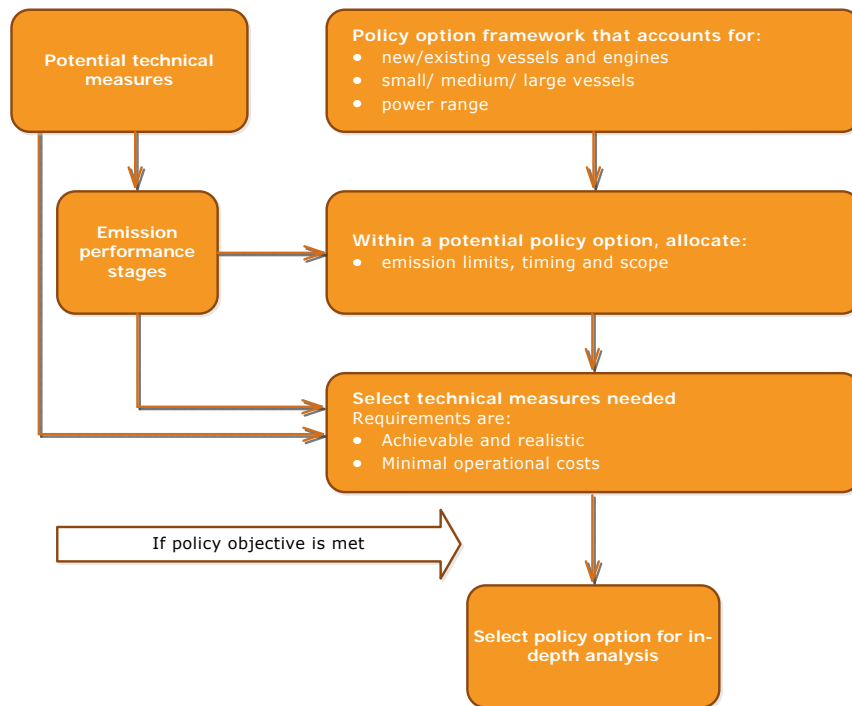 Potential technical
measures
Policy option framework that accounts for:
● new/existing vessels and engines
● small/ medium/ large vessels
● power range
Emission
performance
stages
Within a potential policy option, allocate:
● emission limits, timing and scope
Select technical measures needed
Requirements are:
● Achievable and realistic
● Minimal operational costs
If policy objective is met
Select policy option for in-
depth analysis